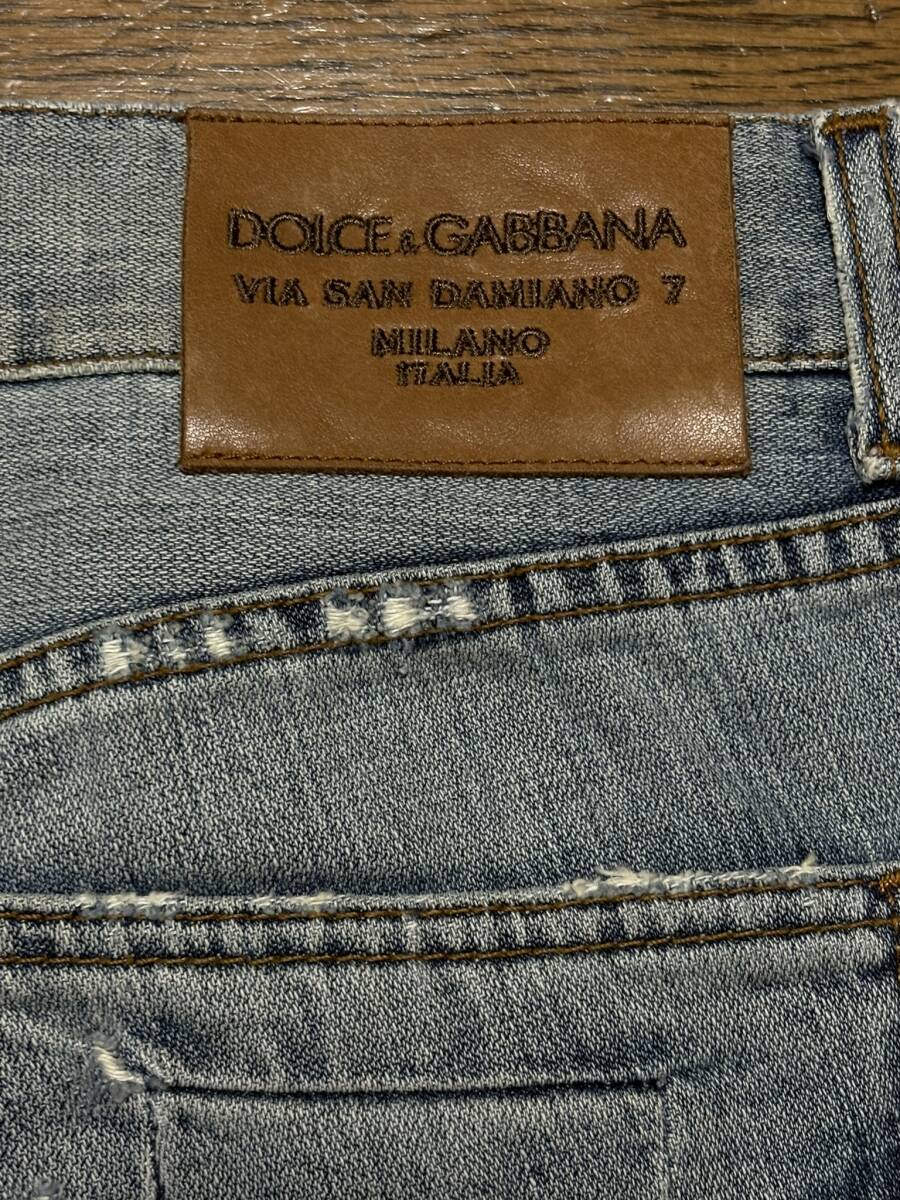 DOLCE & GABBANA
VIA SAN DAMIANO 7
MILANO
ITALIA